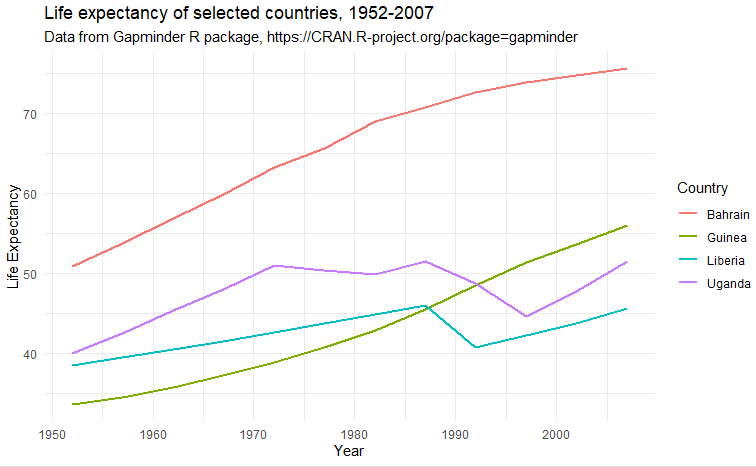 Life expectancy of selected countries, 1952-2007
Data from Gapminder R package, https://CRAN.R-project.org/package=gapminder
Life Expectancy
70
60
50
40
1950 1960 1970 1980 1990 2000
Year
Country
Bahrain
Guinea
Liberia
Uganda